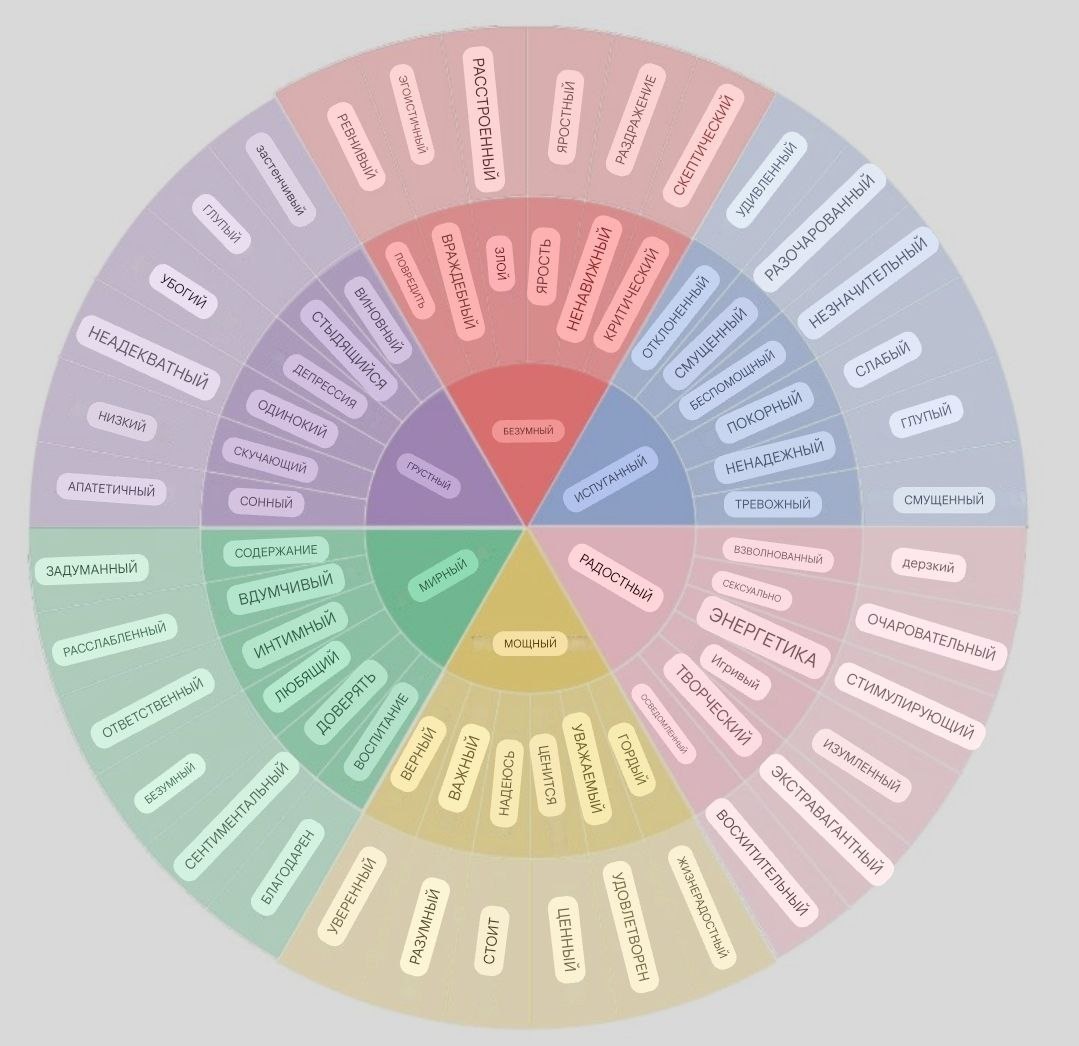 БЕЗУМНЫЙ
ИСПУГАННЫЙ
РАДОСТНЫЙ
МОЩНЫЙ
МИРНЫЙ
ГРУСТНЫЙ
ПОВРЕДИТЬ
ВРАЖДЕБНЫЙ
ЗЛОЙ
ЯРОСТЬ
НЕНАВИЖНЫЙ
КРИТИЧЕСКИЙ
ОТКЛОНЕННЫЙ
СМУЩЕННЫЙ
БЕСПОМОЩНЫЙ
ПОКОРНЫЙ
НЕНАДЕЖНЫЙ
ТРЕВОЖНЫЙ
ВЗВОЛНОВАННЫЙ
СЕКСУАЛЬНО
ЭНЕРГЕТИКА
Игривый
ТВОРЧЕСКИЙ
ОСВЕДОМЛЕННЫЙ
ГОРДЫЙ
УВАЖАЕМЫЙ
ЦЕНИТСЯ
НАДЕЮСЬ
ВАЖНЫЙ
ВЕРНЫЙ
ВОСПИТАНИЕ
ДОВЕРЯТЬ
ЛЮБЯЩИЙ
ИНТИМНЫЙ
ВДУМЧИВЫЙ
СОДЕРЖАНИЕ
СОННЫЙ
СКУЧАЮЩИЙ
ОДИНОКИЙ
ДЕПРЕССИЯ
СТЫДЯЩИЙСЯ
ВИНОВНЫЙ
РЕВНИВЫЙ
ЭГОИСТИЧНЫЙ
РАССТРОЕННЫЙ
ЯРОСТНЫЙ
РАЗДРАЖЕНИЕ
СКЕПТИЧЕСКИЙ
УДИВЛЕННЫЙ
РАЗОЧАРОВАННЫЙ
НЕЗНАЧИТЕЛЬНЫЙ
СЛАБЫЙ
ГЛУПЫЙ
СМУЩЕННЫЙ
дерзкий
ОЧАРОВАТЕЛЬНЫЙ
СТИМУЛИРУЮЩИЙ
ИЗУМЛЕННЫЙ
ЭКСТРАВАГАНТНЫЙ
ВОСХИТИТЕЛЬНЫЙ
ЖИЗНЕРАДОСТНЫЙ
УДОВЛЕТВОРЕН
ЦЕННЫЙ
СТОИТ
РАЗУМНЫЙ
УВЕРЕННЫЙ
БЛАГОДАРЕН
СЕНТИМЕНТАЛЬНЫЙ
БЕЗУМНЫЙ
ОТВЕТСТВЕННЫЙ
РАССЛАБЛЕННЫЙ
ЗАДУМАННЫЙ
АПАТЕТИЧНЫЙ
НИЗКИЙ
НЕАДЕКВАТНЫЙ
УБОГИЙ
ГЛУПЫЙ
застенчивый